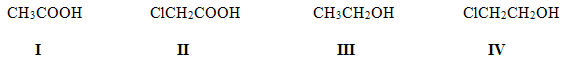 CH3COOH ClCH2COOH CH3CH2OH ClCH2CH2OH
I II III IV